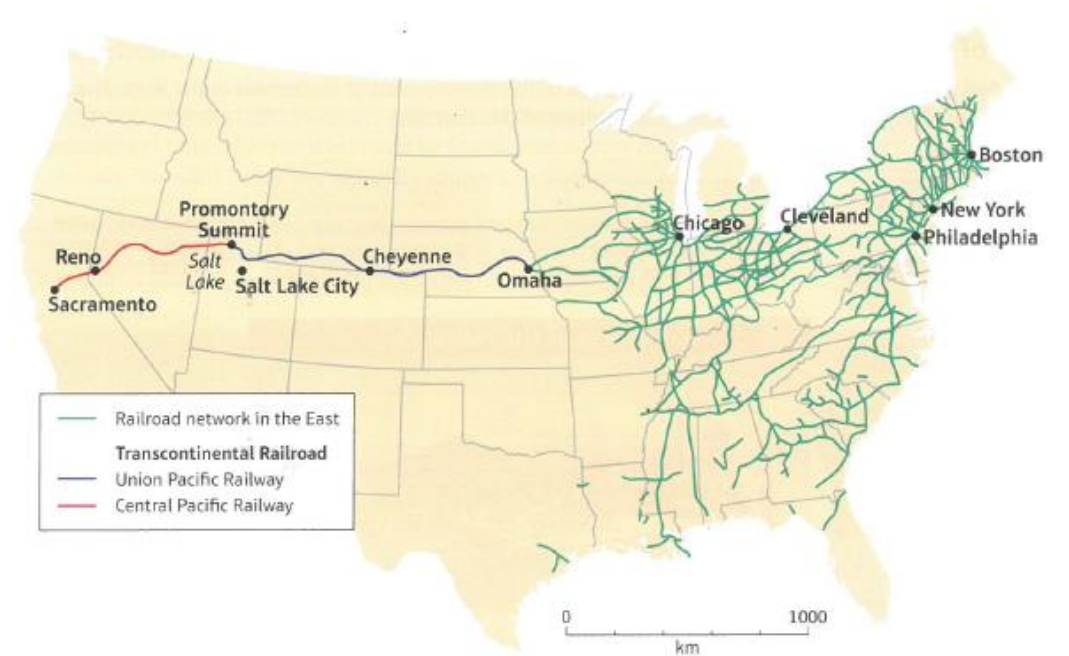 Boston
New York
Philadelphia
Cleveland
Chicago
Promontory
Summit
Reno
Salt
Lake
Salt Lake City
Cheyenne
Omaha
Sacramento
Railroad network in the East
Transcontinental Railroad
Union Pacific Railway
Central Pacific Railway
0
1000
km